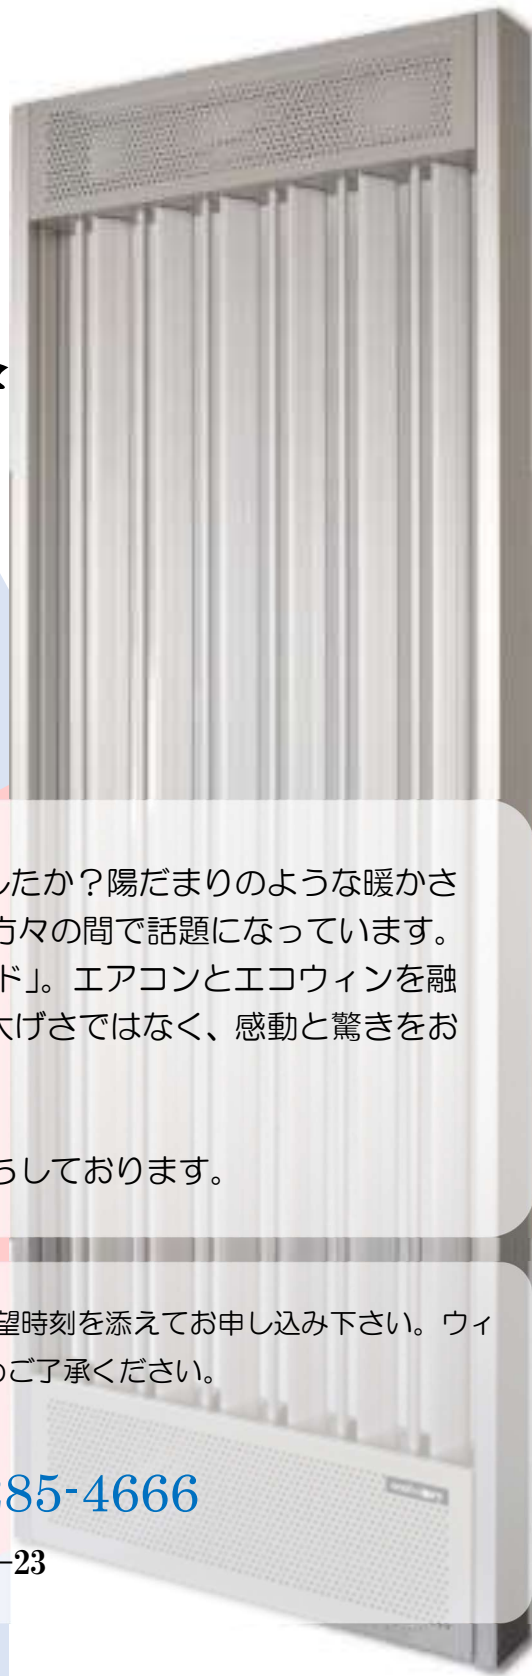 したか？陽だまりのような暖かさ
方々の間で話題になっています。
ド」。エアコンとエコウィンを融
大げさではなく、感動と驚きをお
ちしております。
望時刻を添えてお申し込み下さい。ウィ
めご了承ください。
285-4666
-23